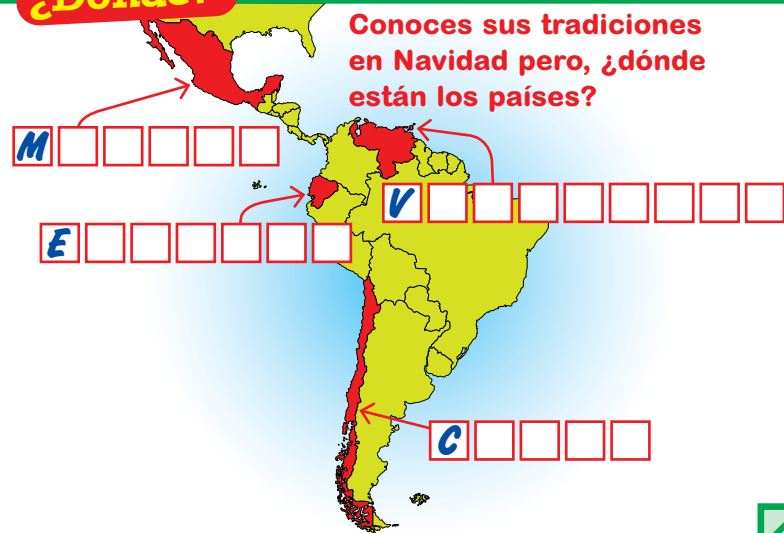 ¿Dónde?
Conoces sus tradiciones
en Navidad pero, ¿dónde
están los países?
M
V
E
C